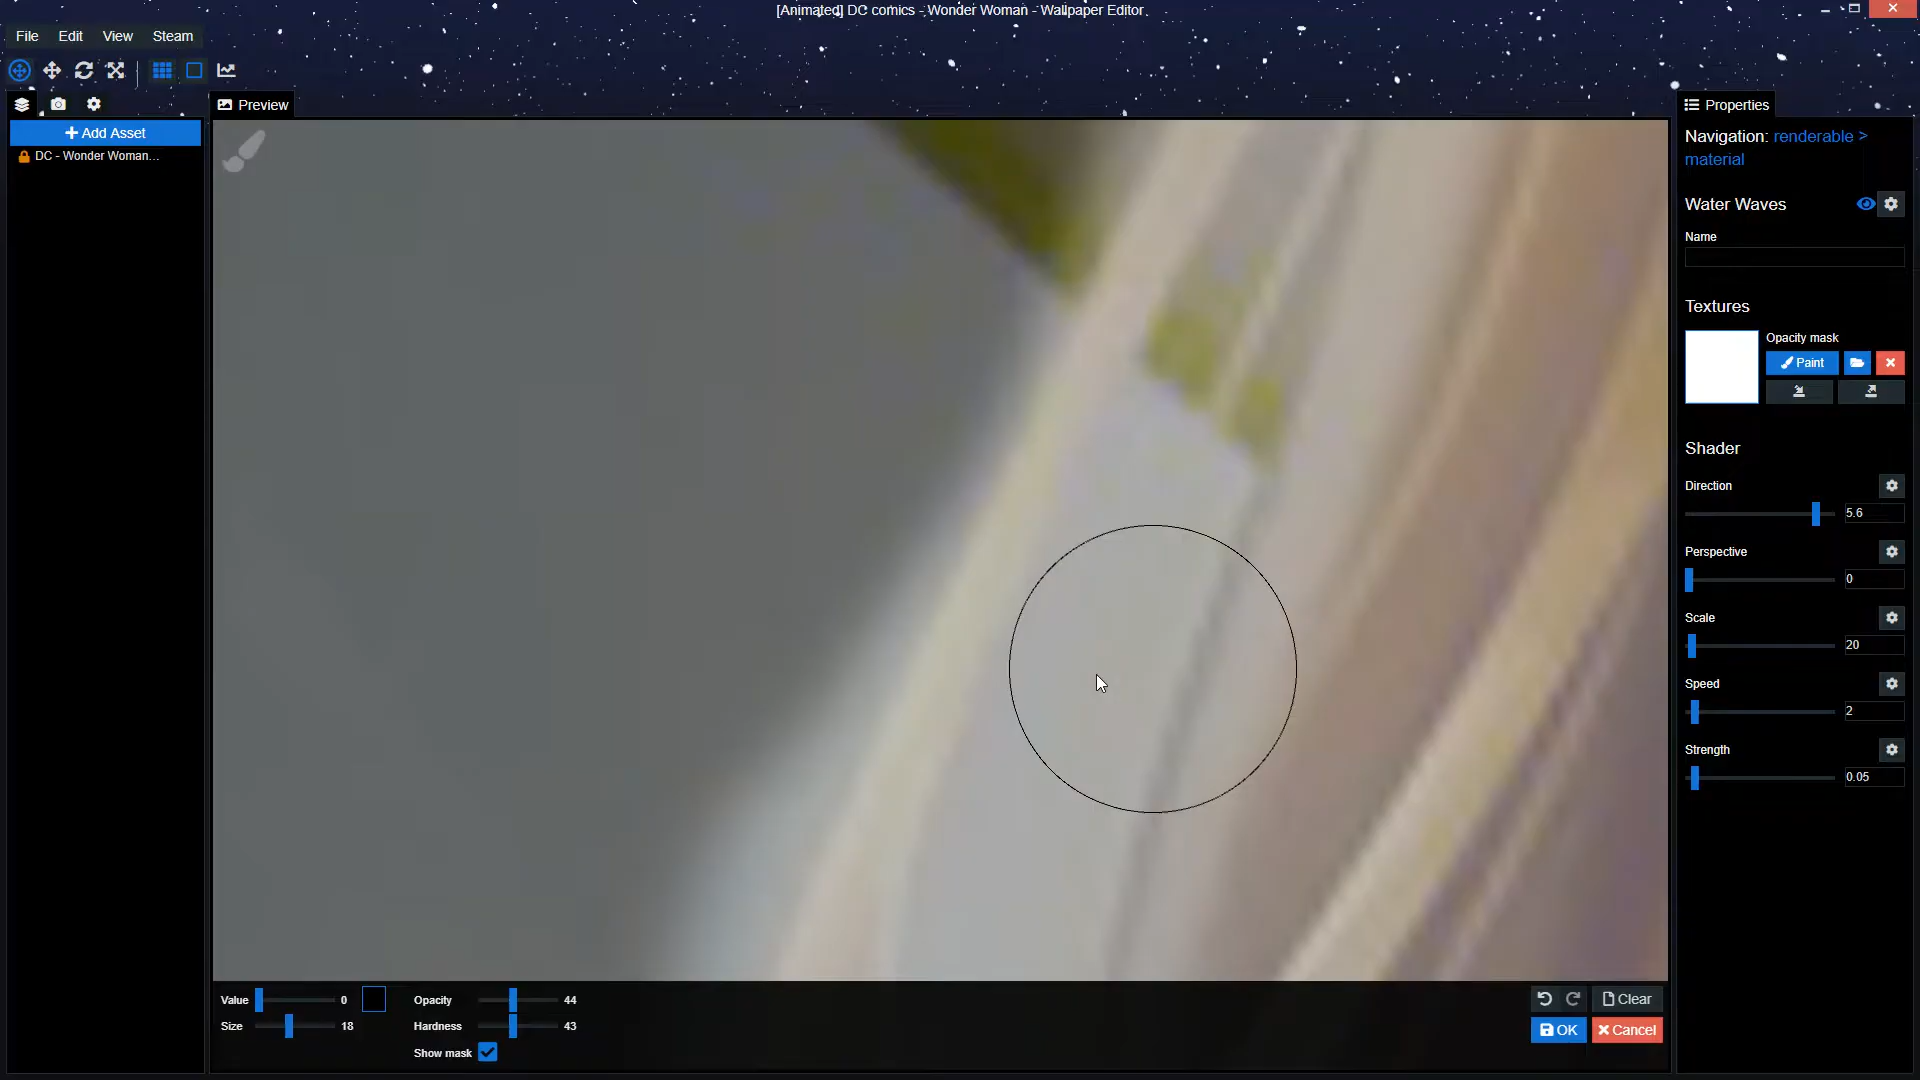 [Animated] DC comics - Wonder Woman - Wallpaper Editor
File Edit View Steam
Preview
Properties
Add Asset
DC - Wonder Woman...
Navigation: renderable >
material
Water Waves
Name
Textures
Opacity mask
Paint
Shader
Direction
5.6
Perspective
0
Scale
20
Speed
2
Strength
0.05
Value 0 Opacity 44
Clear
Size 18 Hardness 43
OK Cancel
Show mask